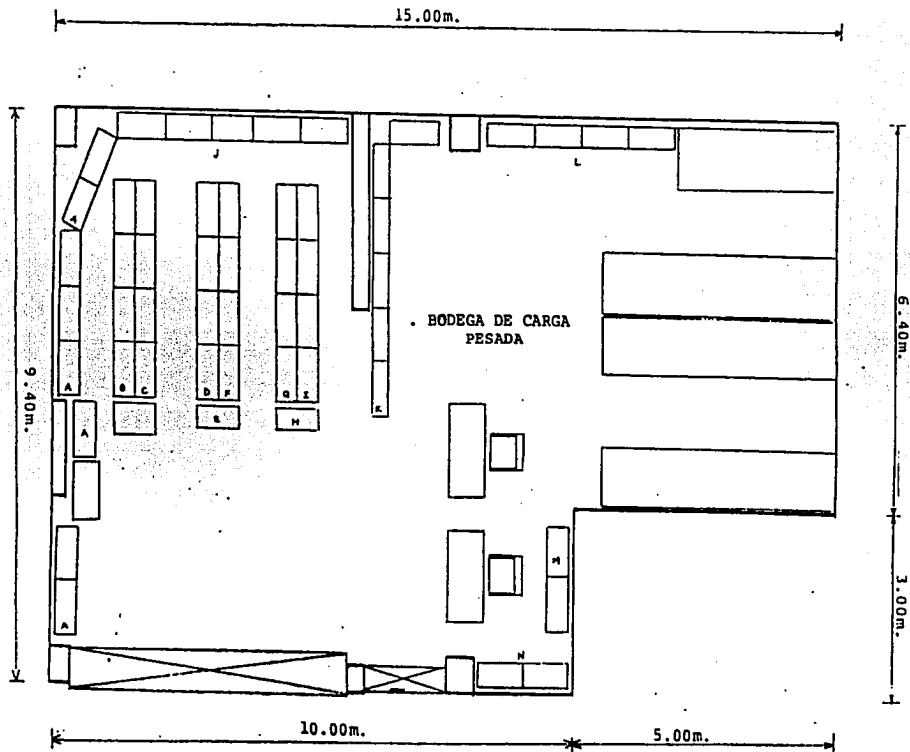 15.00m.
J
L
A
6.40m.
BODEGA DE CARGA
PESADA
9.40m.
A
B
C
D
F
G
I
K
E
H
A
M
3.00m.
A
N
10.00m.
5.00m.